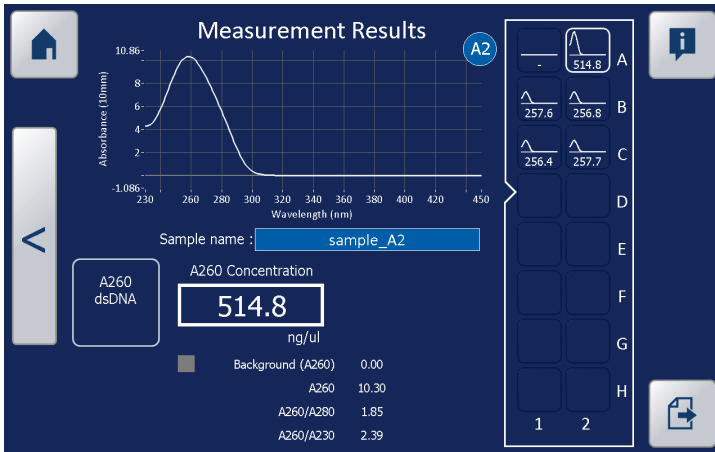 Measurement Results
A2
10.86
8
6
4
2
-1.086
Absorbance (10mm)
230 260 280 300 320 340 360 380 400 420 450
Wavelength (nm)
Sample name : sample_A2
A260
dsDNA
A260 Concentration
514.8
ng/ul
Background (A260) 0.00
A260 10.30
A260/A280 1.85
A260/A230 2.39
- 514.8 A
257.6 256.8 B
256.4 257.7 C
D
E
F
G
H
1 2
<
i